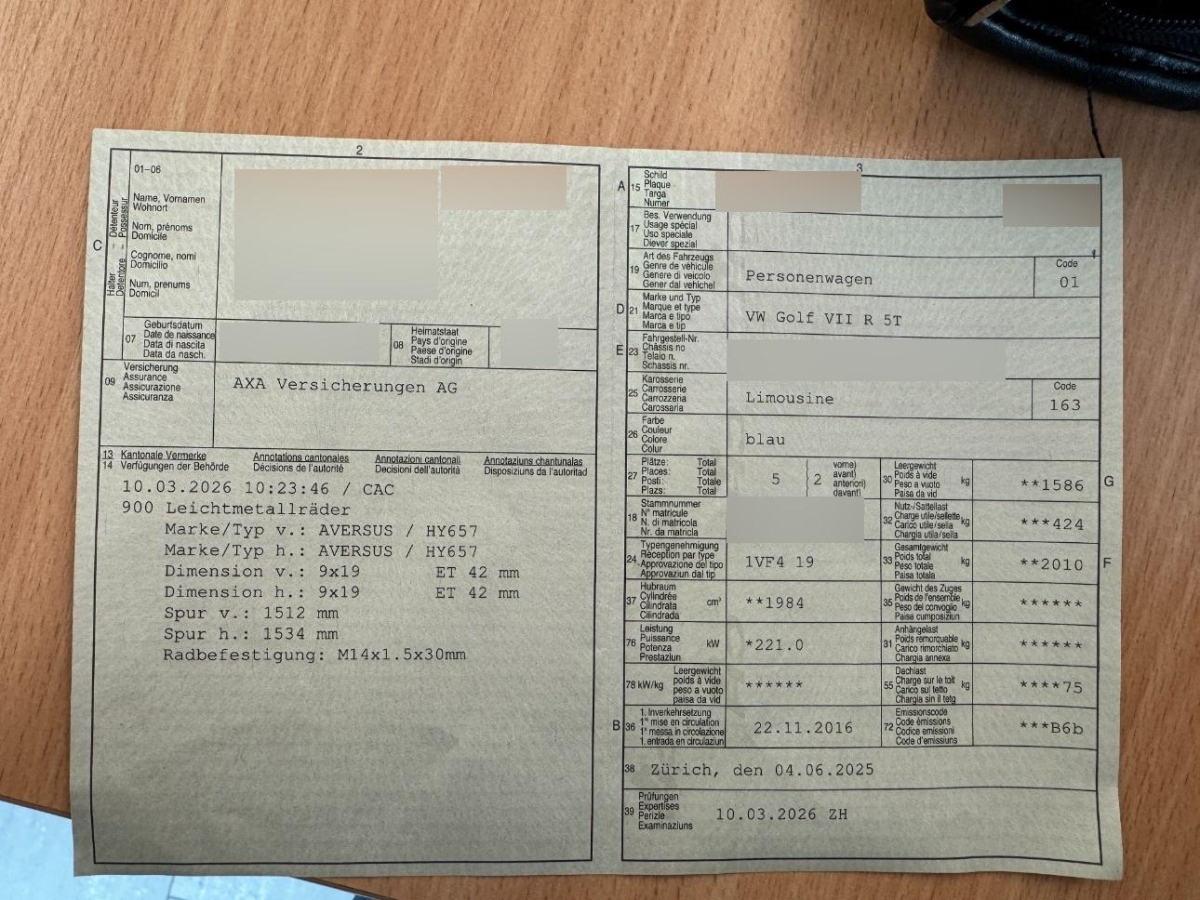 2
01-06
Halter Détenteur
Detentore Possessur
C
Name, Vornamen
Wohnort
Nom, prénoms
Domicile
Cognome, nomi
Domicilio
Num, prenums
Domicil
07
Geburtsdatum
Date de naissance
Data di nascita
Data da nasch.
08
Heimatstaat
Pays d'origine
Paese d'origine
Stadi d'origin
09
Versicherung
Assurance
Assicurazione
Assicuranza
AXA Versicherungen AG
13 Kantonale Vermerke Annotations cantonales Annotazioni cantonali Annotaziuns chantunalas
14 Verfügungen der Behörde Décisions de l'autorité Decisioni dell'autorità Disposiziuns da l'autoritad
10.03.2026 10:23:46 / CAC
900 Leichtmetallräder
Marke/Typ v.: AVERSUS / HY657
Marke/Typ h.: AVERSUS / HY657
Dimension v.: 9x19 ET 42 mm
Dimension h.: 9x19 ET 42 mm
Spur v.: 1512 mm
Spur h.: 1534 mm
Radbefestigung: M14x1.5x30mm
3
A 15
Schild
Plaque
Targa
Numer
17
Bes. Verwendung
Usage spécial
Uso speciale
Diever spezial
19
Art des Fahrzeugs
Genre de véhicule
Genere di veicolo
Gener dal vehichel
Personenwagen
Code
01
D 21
Marke und Typ
Marque et type
Marca e tipo
Marca e tip
VW Golf VII R 5T
E 23
Fahrgestell-Nr.
Châssis no
Telaio n.
Schassis nr.
25
Karosserie
Carrosserie
Carrozzeria
Carossaria
Limousine
Code
163
26
Farbe
Couleur
Colore
Colur
blau
27
Plätze: Total
Places: Total
Posti: Totale
Plazs: Total
5
2
vorne)
avant)
anteriori)
davant)
30
Leergewicht
Poids à vide
Peso a vuoto
Paisa da vid
kg
**1586
G
18
Stammnummer
N° matricule
N. di matricola
Nr. da matricla
32
Nutz-/Sattellast
Charge utile/sellette
Carico utile/sella
Chargia utila/sella
kg
***424
24
Typengenehmigung
Réception par type
Approvazione del tipo
Approvaziun dal tip
1VF4 19
33
Gesamtgewicht
Poids total
Peso totale
Paisa totala
kg
**2010
F
37
Hubraum
Cylindrée
Cilindrata
Cilindrada
cm³
**1984
35
Gewicht des Zuges
Poids de l'ensemble
Peso del convoglio
Paisa cumposiziun
kg
******
76
Leistung
Puissance
Potenza
Prestaziun
kW
*221.0
31
Anhängelast
Poids remorquable
Carico rimorchiato
Chargia annexa
kg
******
78 kW/kg
Leergewicht
poids à vide
peso a vuoto
paisa da vid
******
55
Dachlast
Charge sur le toit
Carico sul tetto
Chargia sin il tetg
kg
****75
B 36
1. Inverkehrsetzung
1re mise en circulation
1a messa in circolazione
1. entrada en circulaziun
22.11.2016
72
Emissionscode
Code émissions
Codice emissioni
Code d'emissiuns
***B6b
38 Zürich, den 04.06.2025
39
Prüfungen
Expertises
Perizie
Examinaziuns
10.03.2026 ZH